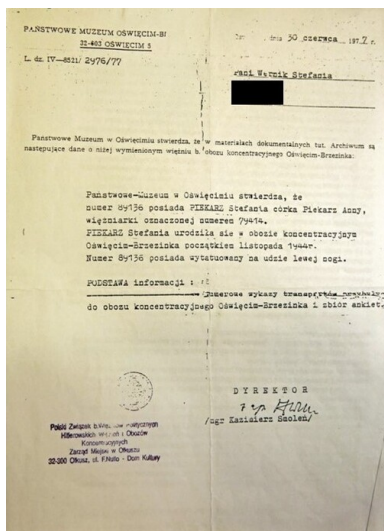 PAŃSTWOWE MUZEUM OŚWIĘCIM-B
32-603 OŚWIĘCIM 5
dnia 30 czerwca 1977 r.
L. dz. IV-8521/ 2976/77
Pani Wernik Stefania
Państwowe Muzeum w Oświęcimiu stwierdza, że w materiałach dokumentalnych tut. Archiwum są
następujące dane o niżej wymienionym więźniu b. obozu koncentracyjnego Oświęcim-Brzezinka:
Państwowe-Muzeum w Oświęcimiu stwierdza, że
numer 89136 posiada PIEKARZ Stefania córka Piekarz Anny,
więźniarki oznaczonej numerem 79414.
PIEKARZ Stefania urodziła się w obozie koncentracyjnym
Oświęcim-Brzezinka początkiem listopada 1944r.
Numer 89136 posiada wytatuowany na udzie lewej nogi.
PODSTAWA informacji :
Numerowe wykazy transportów
do obozu koncentracyjnego Oświęcim-Brzezinka i zbiór ankiet.
DYREKTOR
/mgr Kazimierz Smoleń/
Polski Związek b. Więźniów Politycznych
Hitlerowskich Więzień i Obozów
Koncentracyjnych
Zarząd Miejski w Olkuszu
32-300 Olkusz, ul. F. Nullo - Dom Kultury